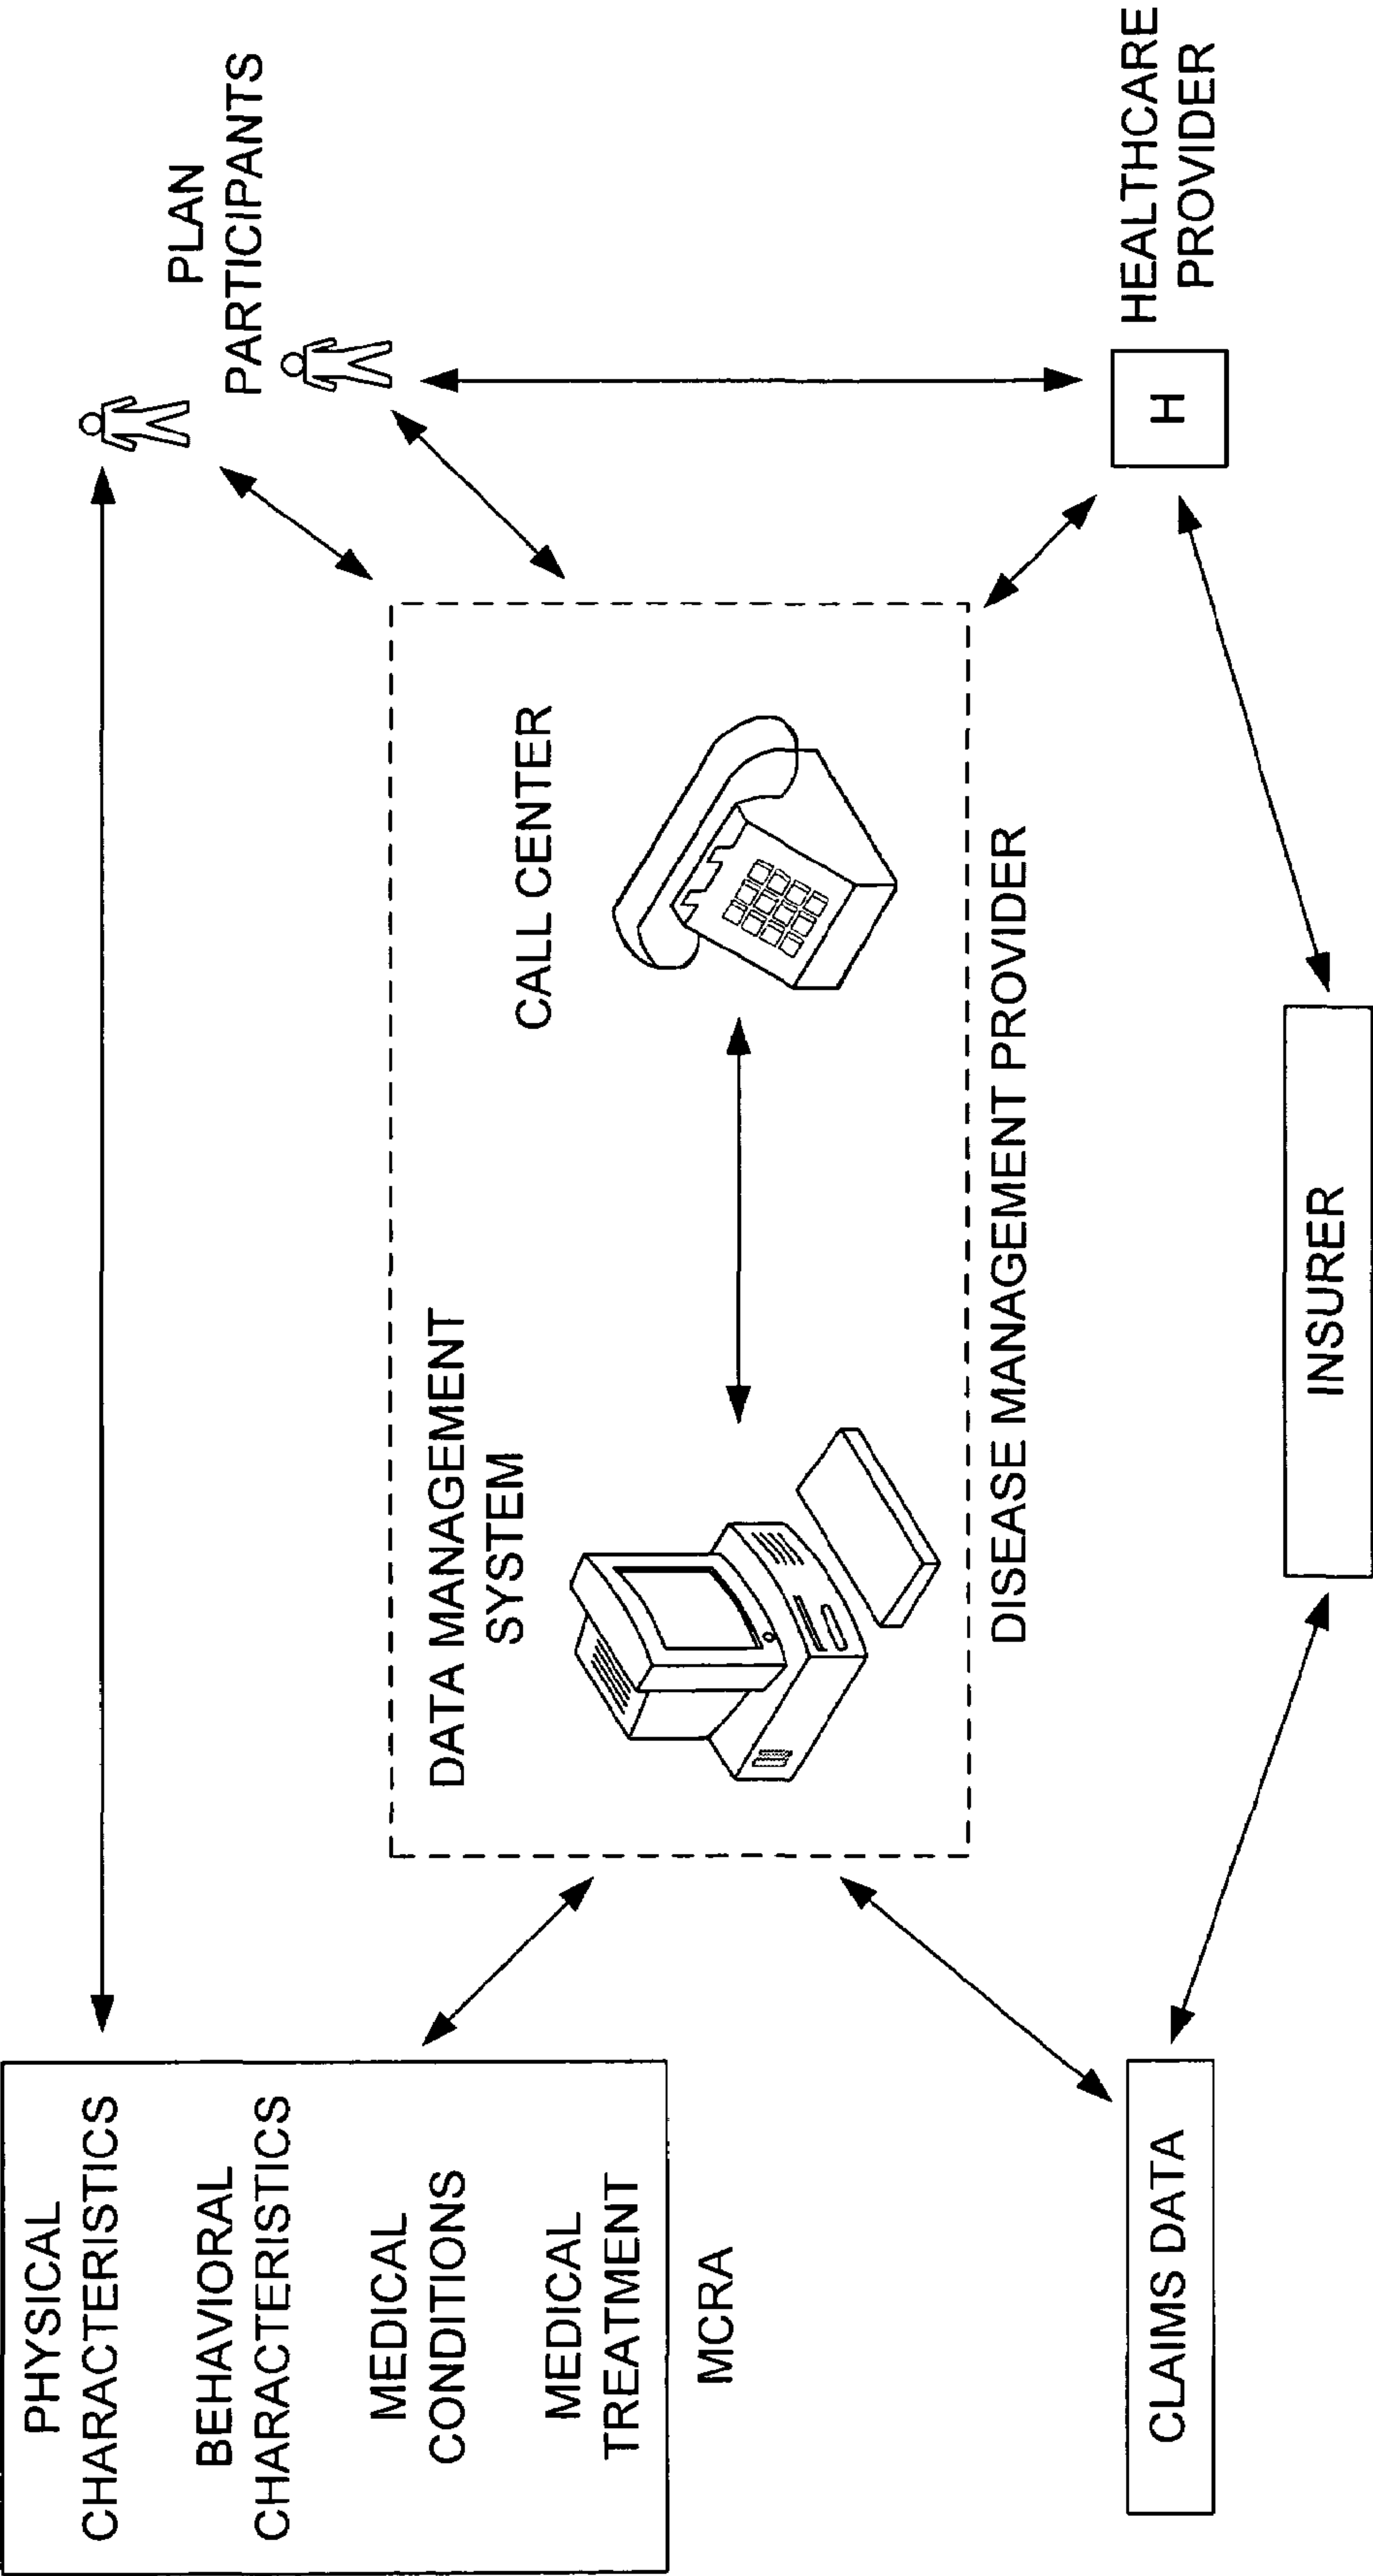 PHYSICAL
CHARACTERISTICS
BEHAVIORAL
CHARACTERISTICS
MEDICAL
CONDITIONS
MEDICAL
TREATMENT
MCRA
CLAIMS DATA
DATA MANAGEMENT
SYSTEM
CALL CENTER
DISEASE MANAGEMENT PROVIDER
INSURER
PLAN
PARTICIPANTS
H
HEALTHCARE
PROVIDER